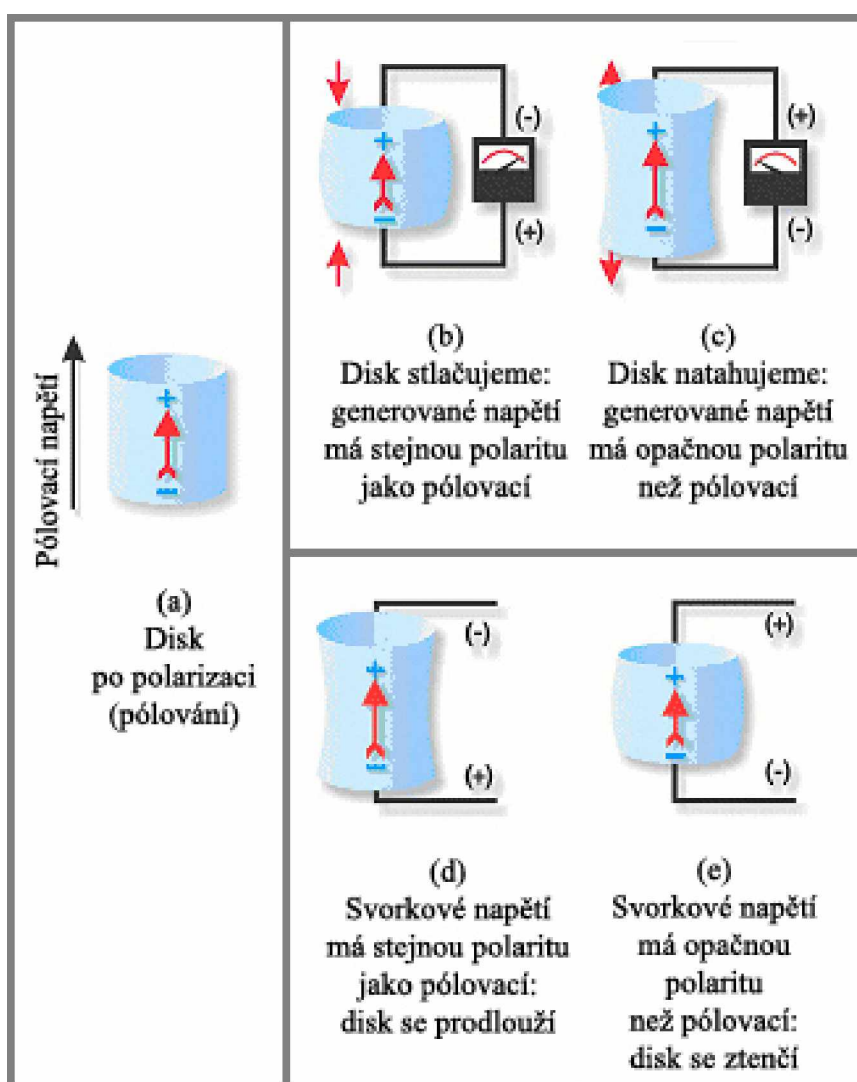 Pólovací napětí
+
−
(a)
Disk
po polarizaci
(pólování)
(-)
+
−
(+)
(b)
Disk stlačujeme:
generované napětí
má stejnou polaritu
jako pólovací
(+)
+
−
(-)
(c)
Disk natahujeme:
generované napětí
má opačnou polaritu
než pólovací
(-)
+
−
(+)
(d)
Svorkové napětí
má stejnou polaritu
jako pólovací:
disk se prodlouží
(+)
+
−
(-)
(e)
Svorkové napětí
má opačnou
polaritu
než pólovací:
disk se ztenčí